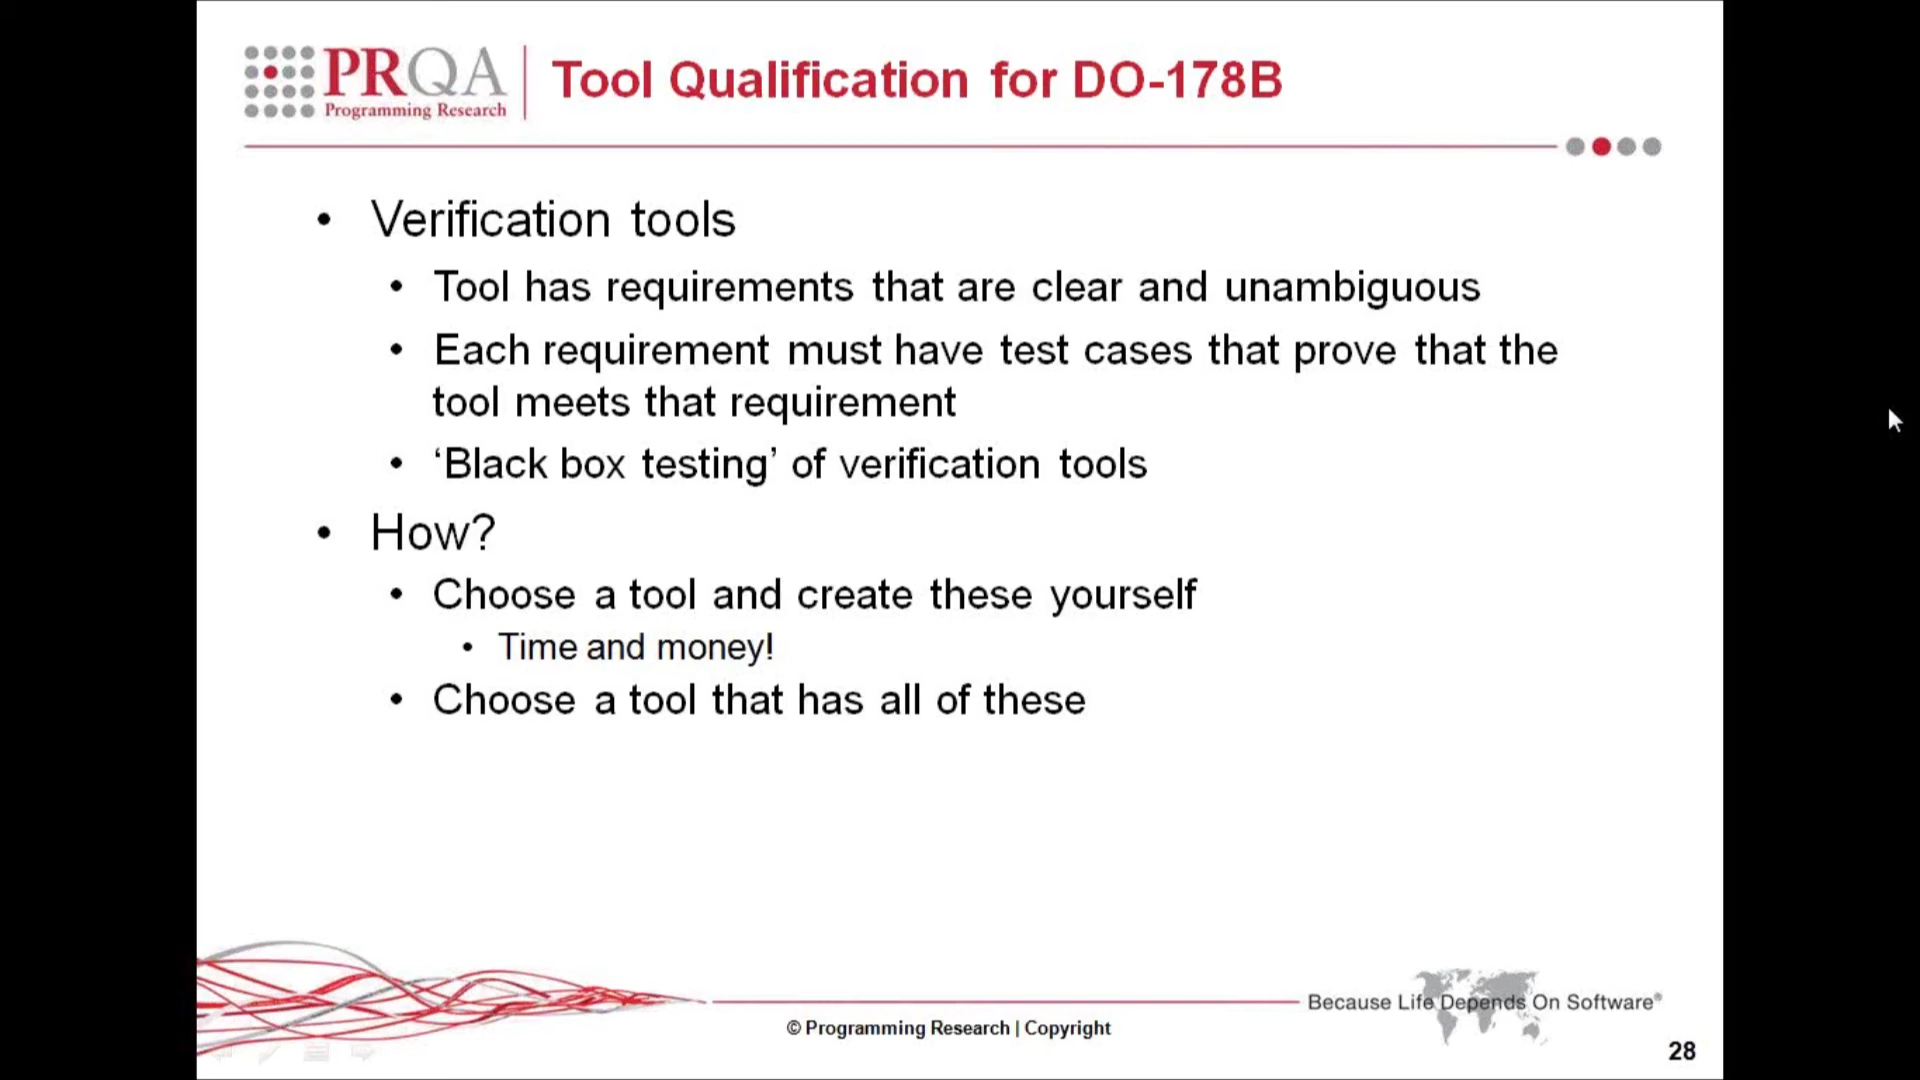 PRQA
Programming Research
Tool Qualification for DO-178B
• Verification tools
• Tool has requirements that are clear and unambiguous
• Each requirement must have test cases that prove that the
tool meets that requirement
• ‘Black box testing’ of verification tools
• How?
• Choose a tool and create these yourself
• Time and money!
• Choose a tool that has all of these
Because Life Depends On Software®
© Programming Research | Copyright
28